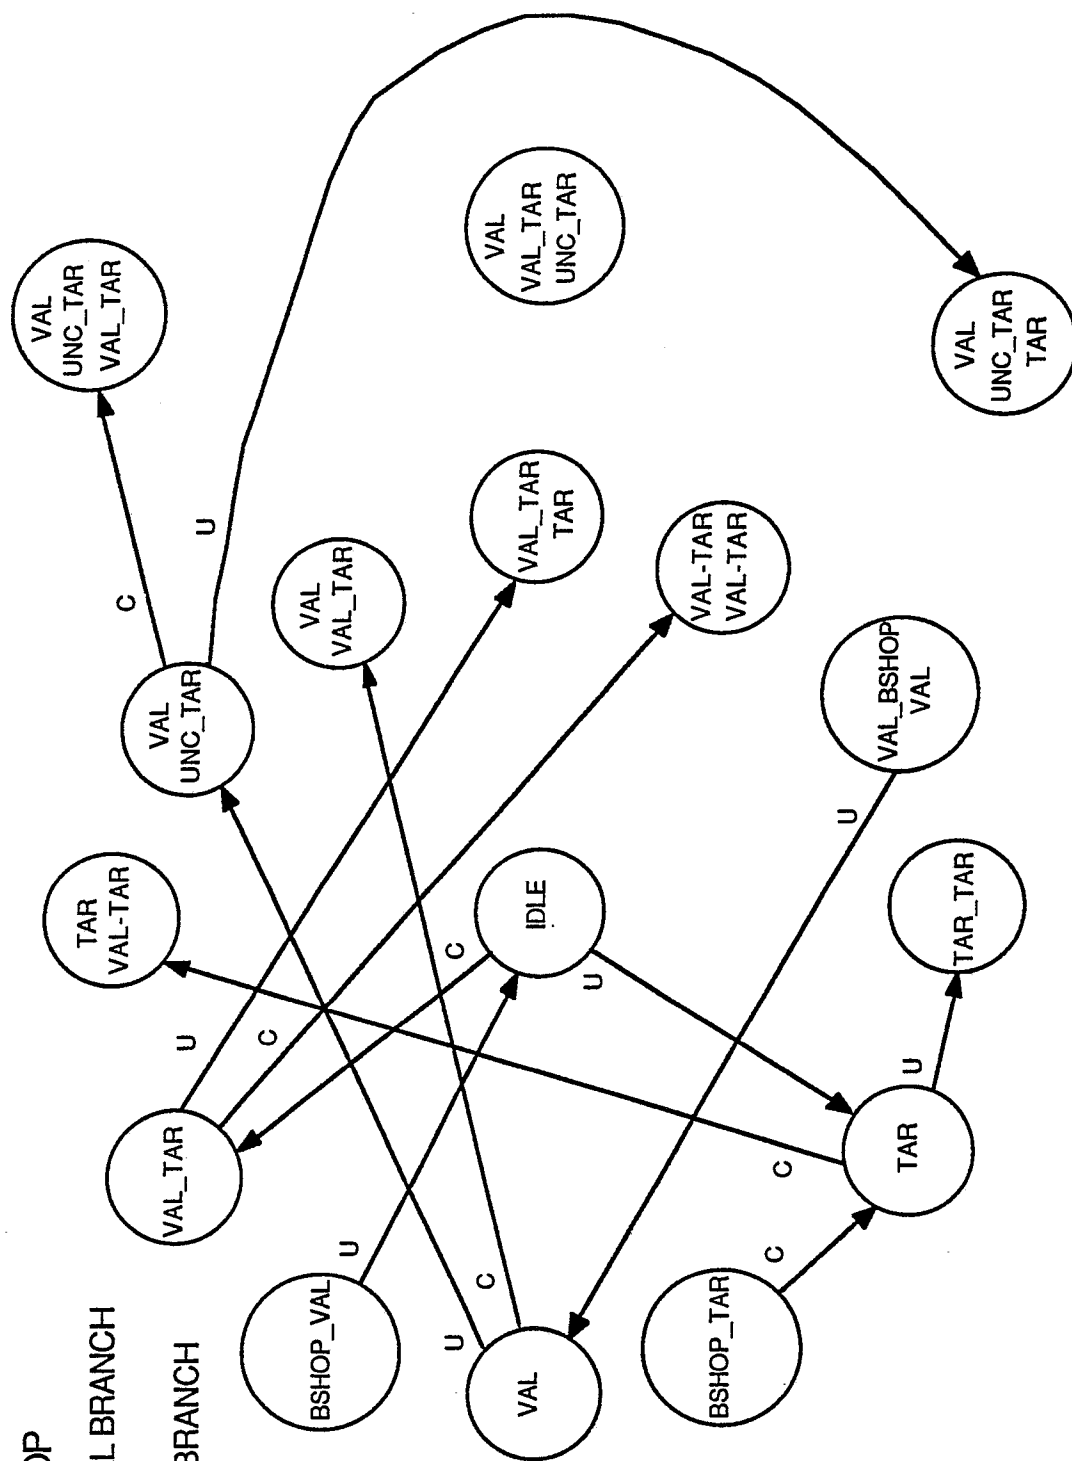 OP
L BRANCH
BRANCH
VAL_TAR
U
C
BSHOP_VAL
U
VAL
U
C
BSHOP_TAR
C
TAR
C
U
TAR_TAR
IDLE
C
U
TAR
VAL-TAR
VAL
UNC_TAR
C
U
VAL
VAL_TAR
VAL_TAR
TAR
VAL-TAR
VAL-TAR
VAL_BSHOP
VAL
U
VAL
UNC_TAR
VAL_TAR
VAL
VAL_TAR
UNC_TAR
VAL
UNC_TAR
TAR